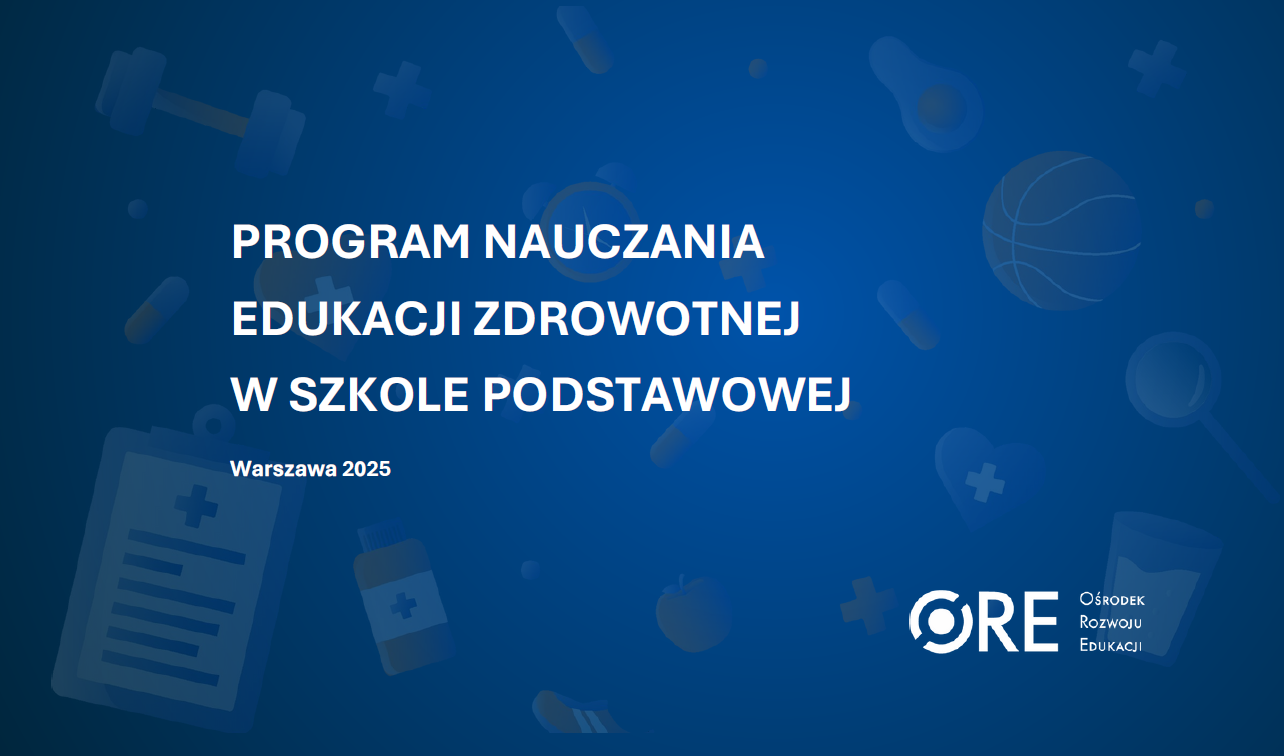 PROGRAM NAUCZANIA
EDUKACJI ZDROWOTNEJ
W SZKOLE PODSTAWOWEJ
Warszawa 2025
ORE
OŚRODEK
ROZWOJU
EDUKACJI